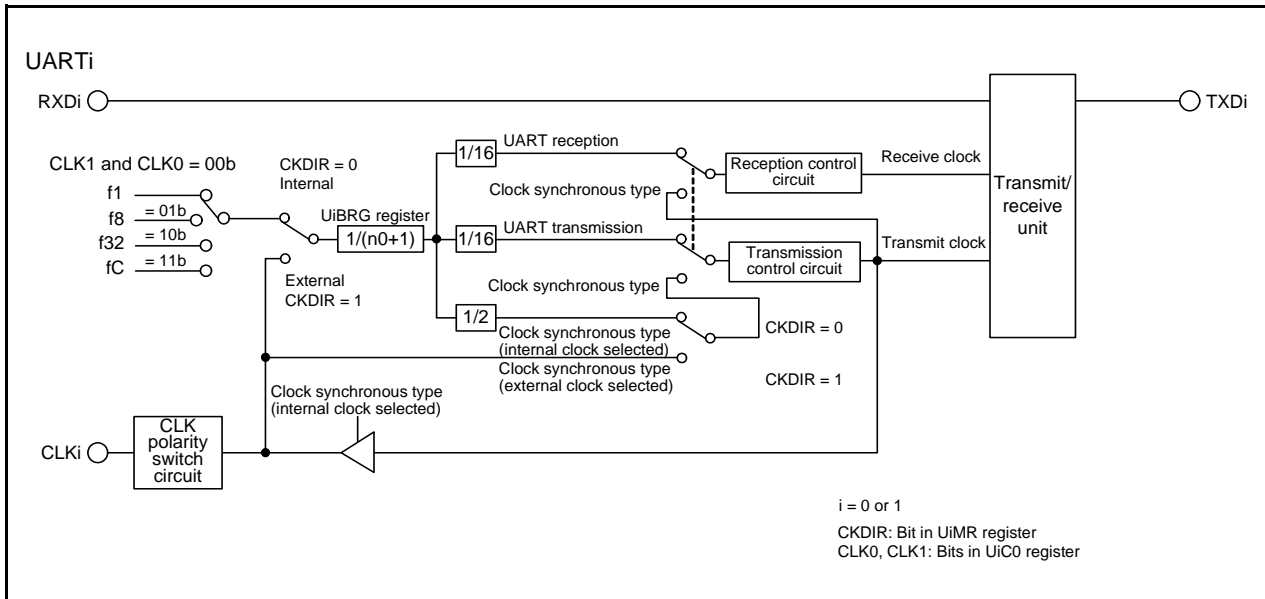 UARTi
RXDi
TXDi
CLK1 and CLK0 = 00b
f1
f8
= 01b
f32
= 10b
fC
= 11b
CKDIR = 0
Internal
UiBRG register
1/(n0+1)
External
CKDIR = 1
1/16
UART reception
Clock synchronous type
1/16
UART transmission
Clock synchronous type
1/2
Clock synchronous type
(internal clock selected)
Clock synchronous type
(external clock selected)
CKDIR = 0
CKDIR = 1
Reception control
circuit
Receive clock
Transmission
control circuit
Transmit clock
Transmit/
receive
unit
Clock synchronous type
(internal clock selected)
CLKi
CLK
polarity
switch
circuit
i = 0 or 1
CKDIR: Bit in UiMR register
CLK0, CLK1: Bits in UiC0 register